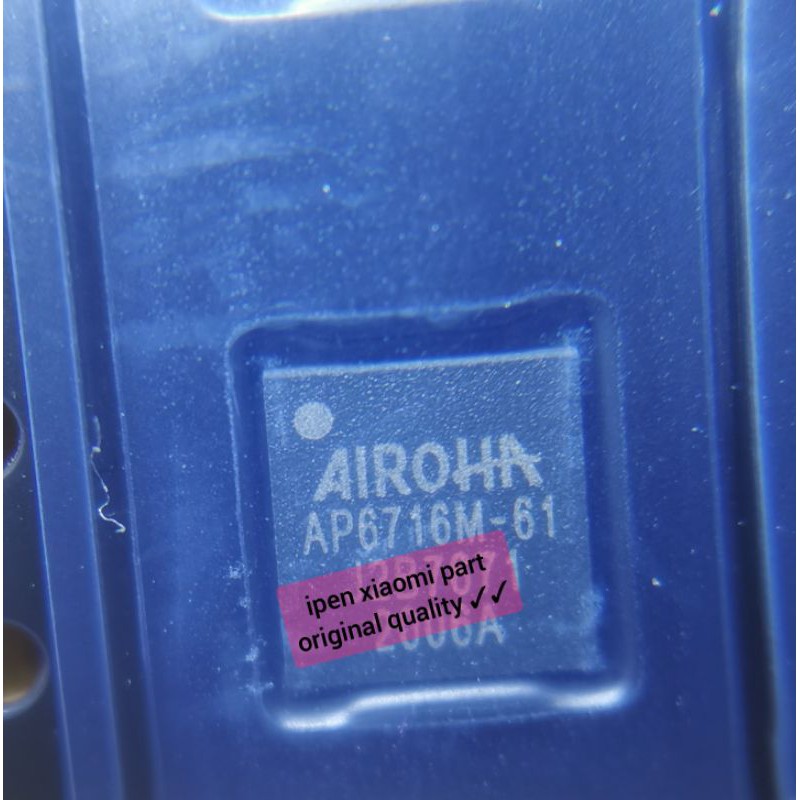 AIROHA
AP6716M-61
ipen xiaomi part
original quality ✓✓